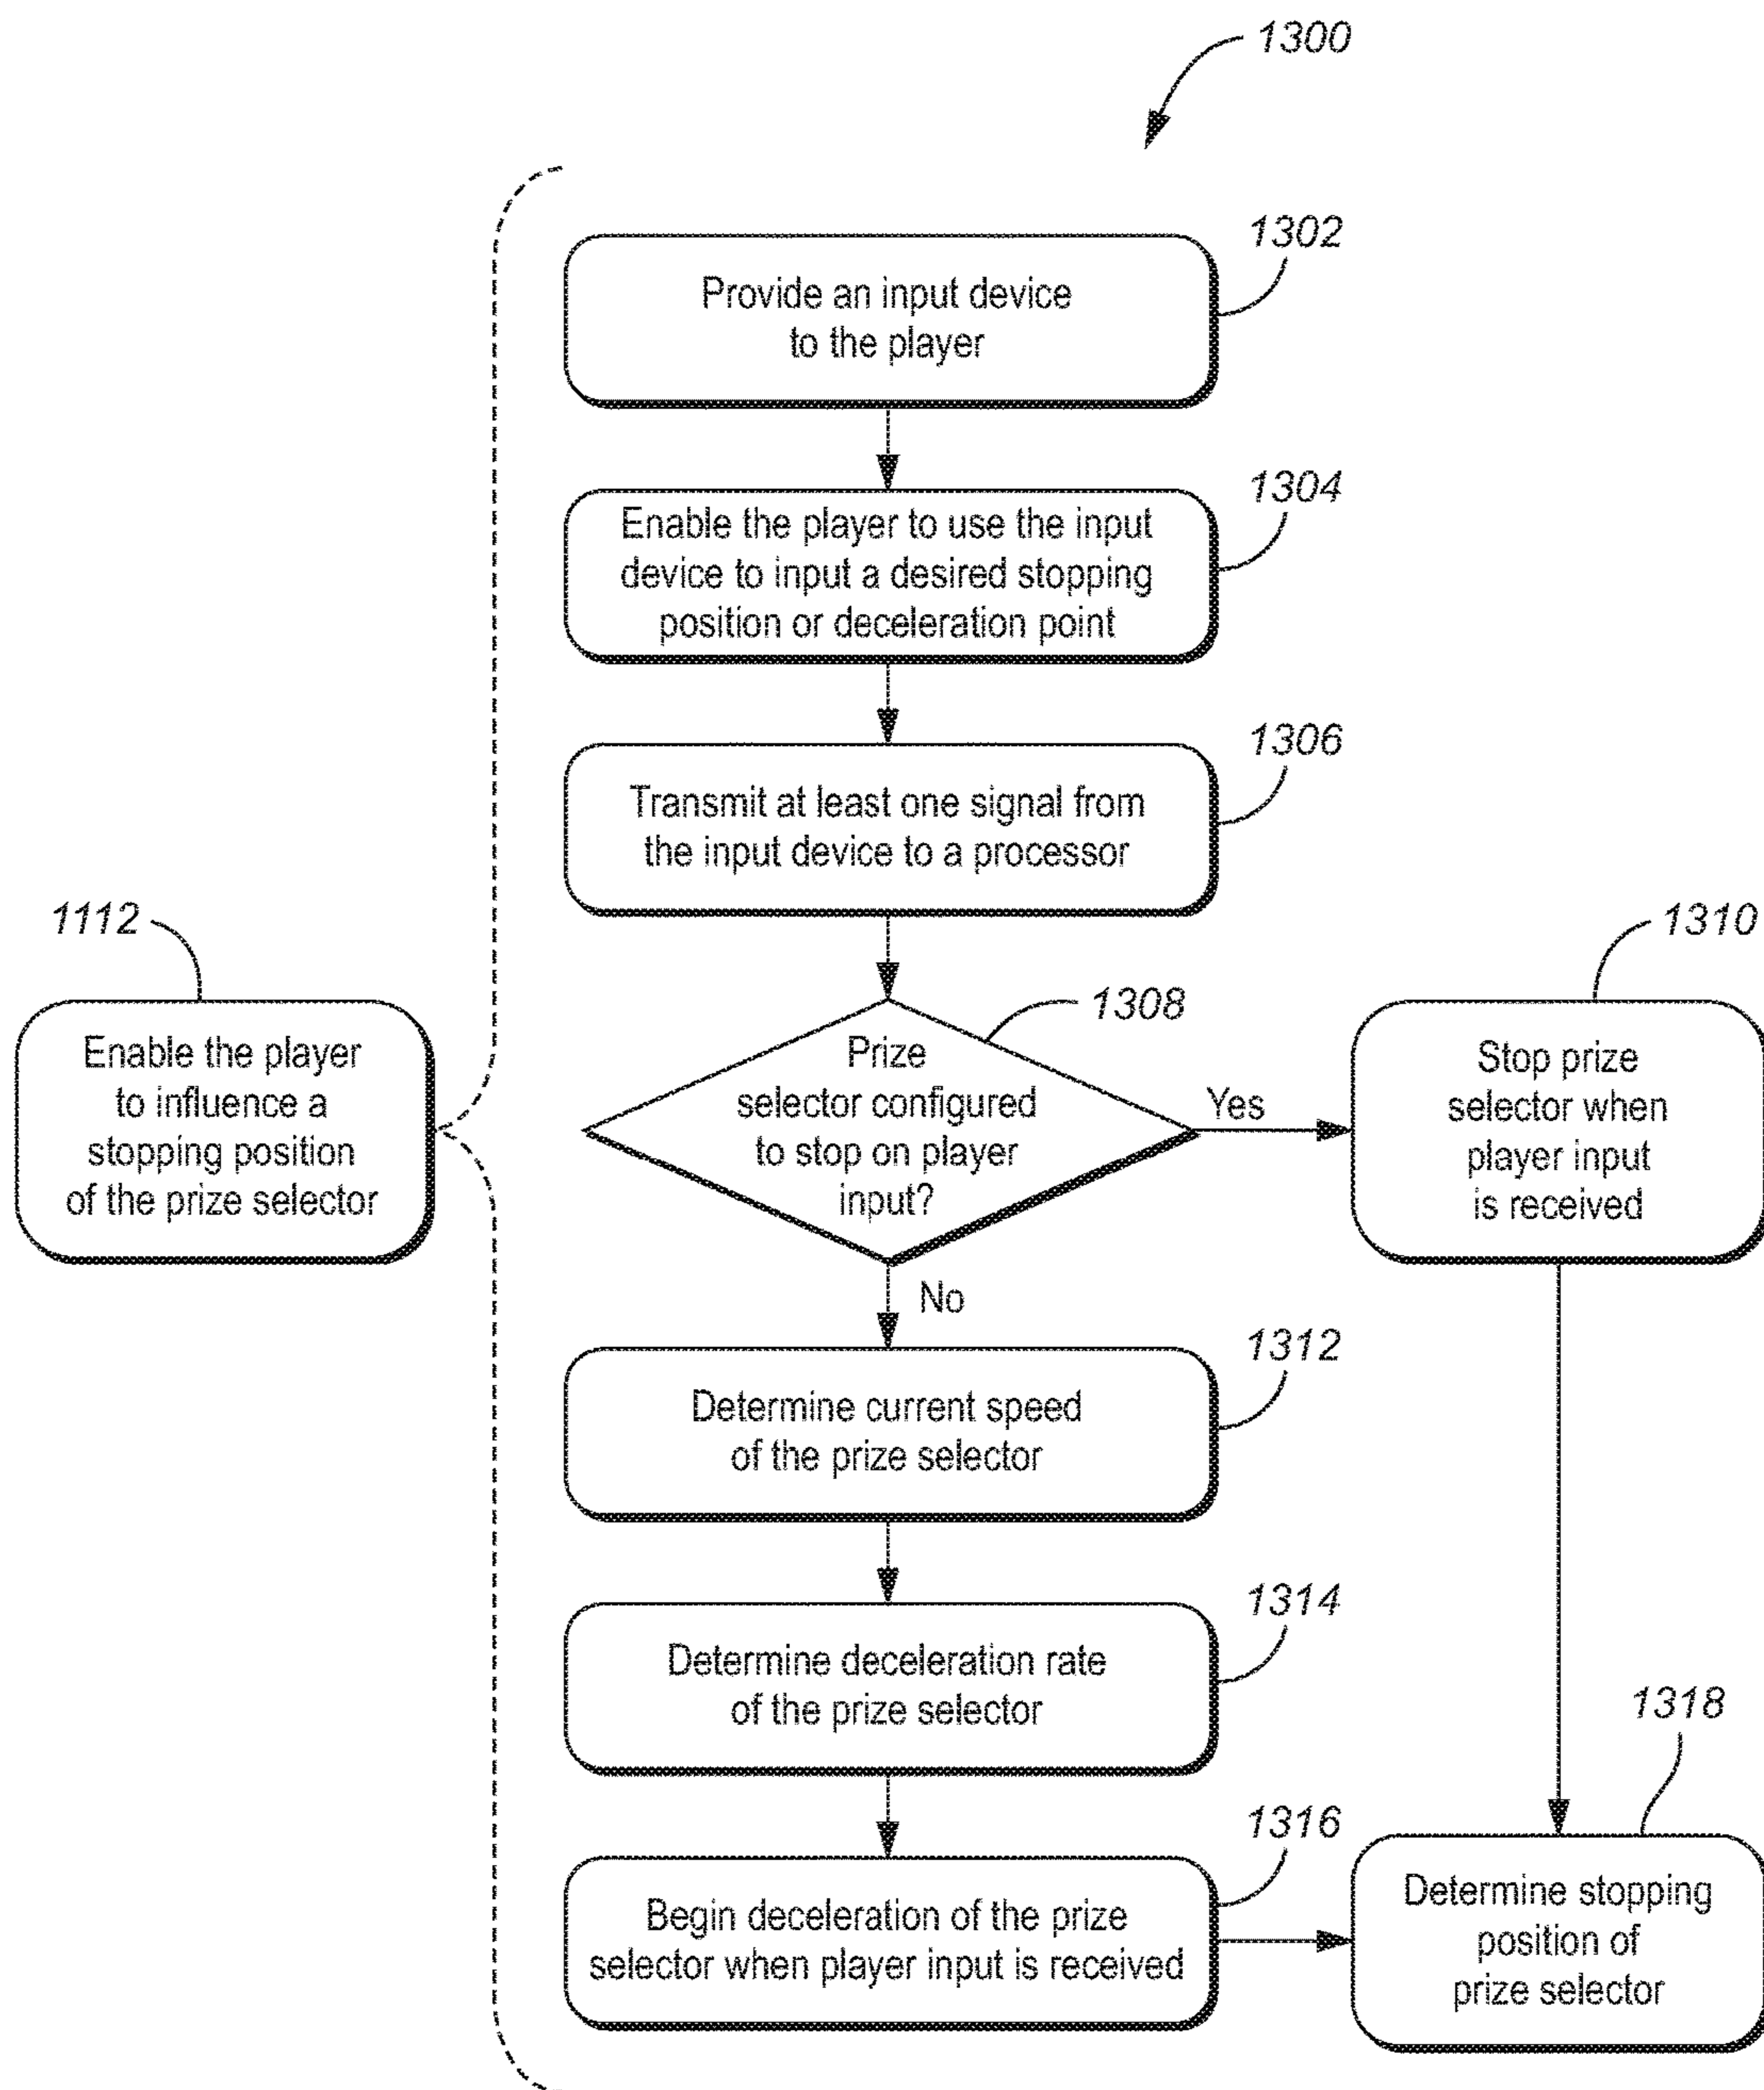 1300
1302
Provide an input device
to the player
1304
Enable the player to use the input
device to input a desired stopping
position or deceleration point
1306
Transmit at least one signal from
the input device to a processor
1112
Enable the player
to influence a
stopping position
of the prize selector
1308
Prize
selector configured
to stop on player
input?
Yes
1310
Stop prize
selector when
player input
is received
No
1312
Determine current speed
of the prize selector
1314
Determine deceleration rate
of the prize selector
1316
Begin deceleration of the prize
selector when player input is received
1318
Determine stopping
position of
prize selector